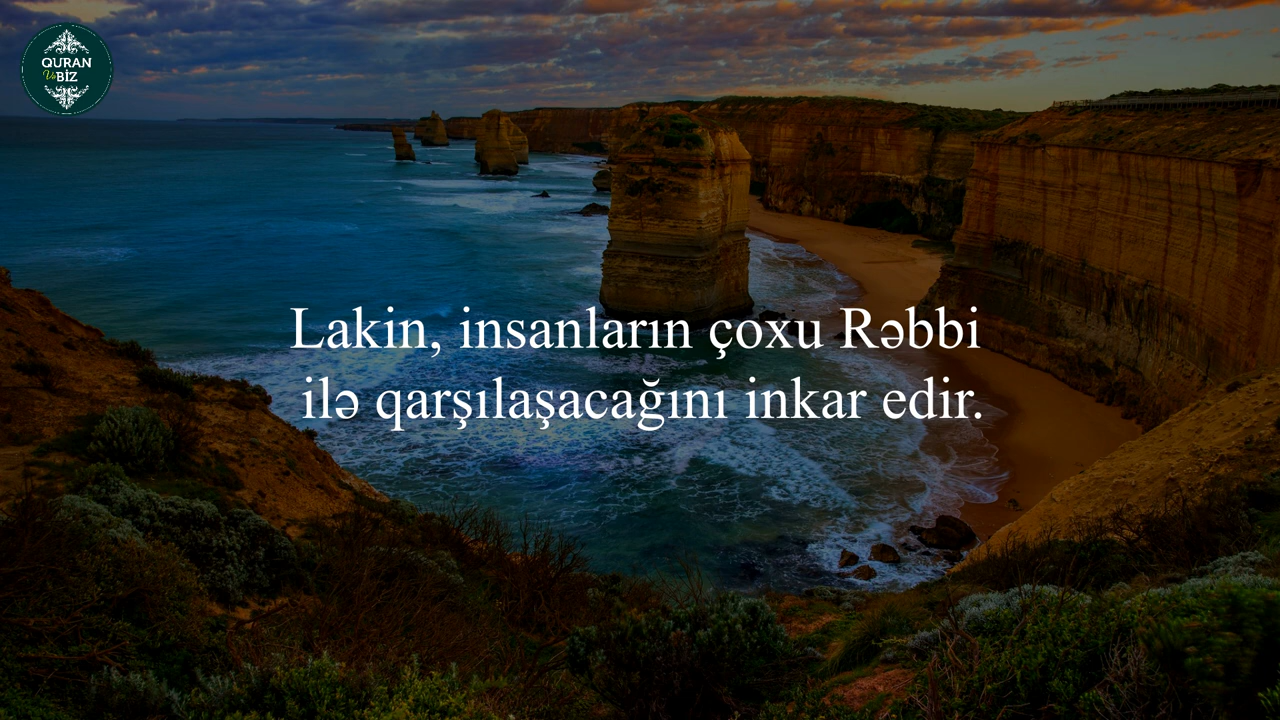 QURAN
Və BİZ
Lakin, insanların çoxu Rəbbi
ilə qarşılaşacağını inkar edir.